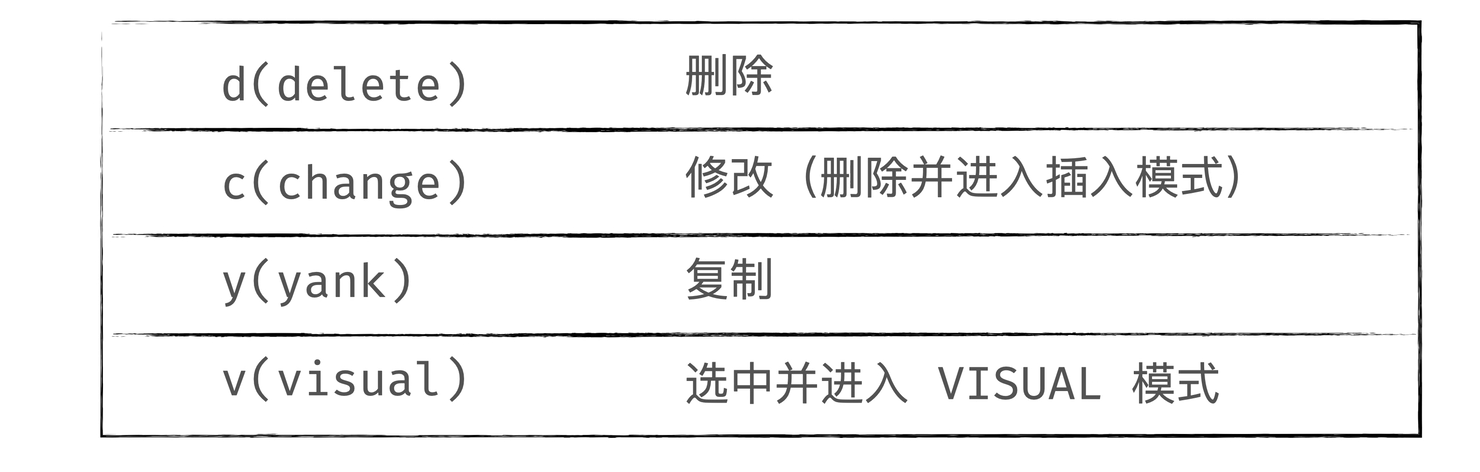 d(delete) 删除
c(change) 修改（删除并进入插入模式）
y(yank) 复制
v(visual) 选中并进入 VISUAL 模式